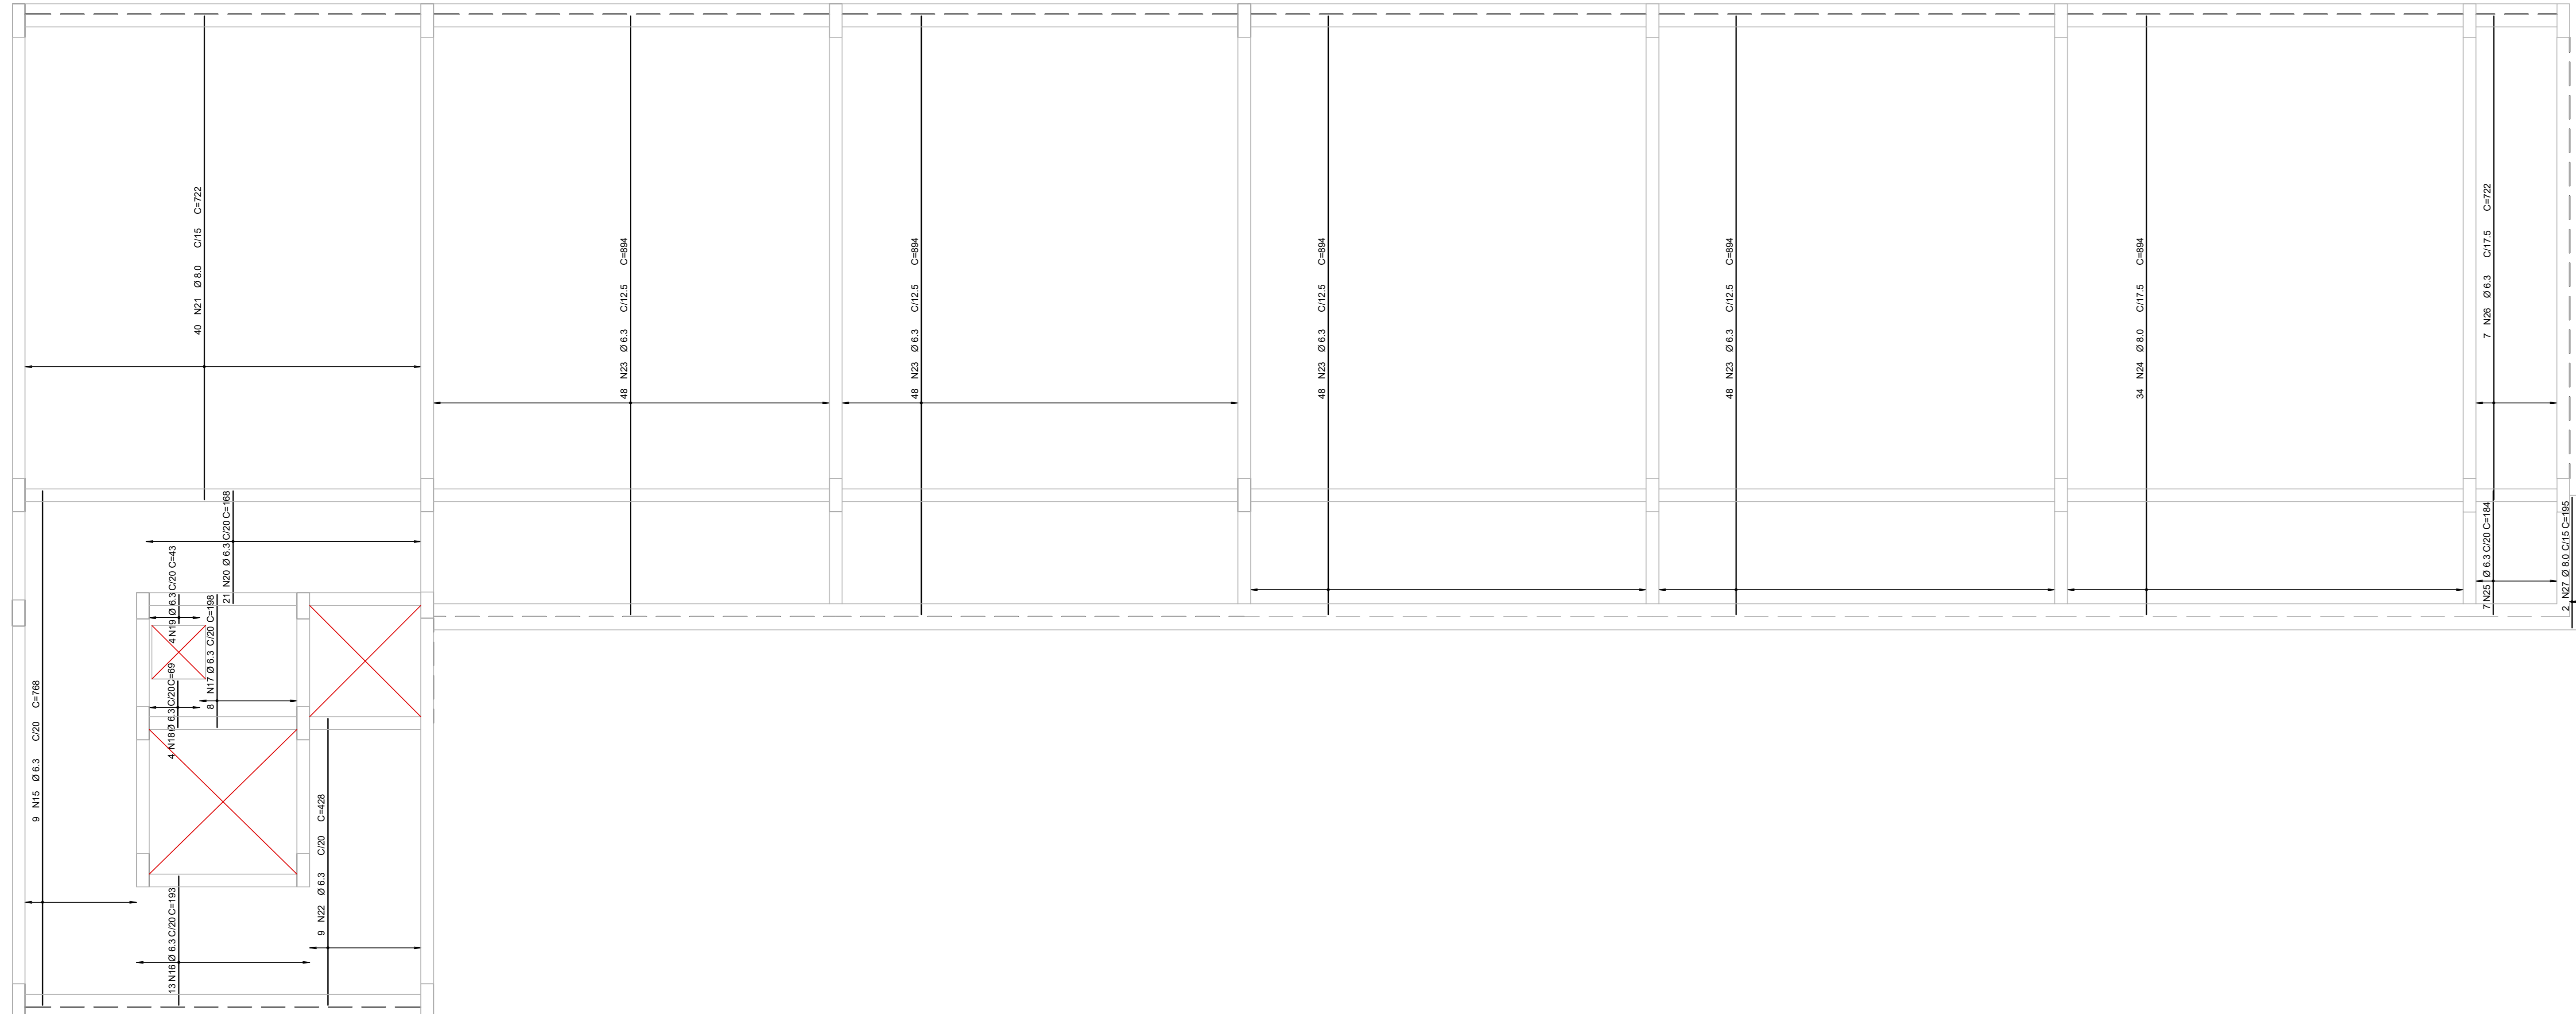 40 N21 Ø 8.0 C/15 C=722
48 N23 Ø 6.3 C/12.5 C=894
48 N23 Ø 6.3 C/12.5 C=894
48 N23 Ø 6.3 C/12.5 C=894
48 N23 Ø 6.3 C/12.5 C=894
34 N24 Ø 8.0 C/17.5 C=894
7 N26 Ø 6.3 C/17.5 C=722
9 N15 Ø 6.3 C/20 C=768
4 N19 Ø 6.3 C/20 C=43
21 N20 Ø 6.3 C/20 C=168
8 N17 Ø 6.3 C/20 C=198
4 N18 Ø 6.3 C/20 C=69
13 N16 Ø 6.3 C/20 C=193
9 N22 Ø 6.3 C/20 C=428
7 N25 Ø 6.3 C/20 C=184
2 N27 Ø 8.0 C/15 C=195